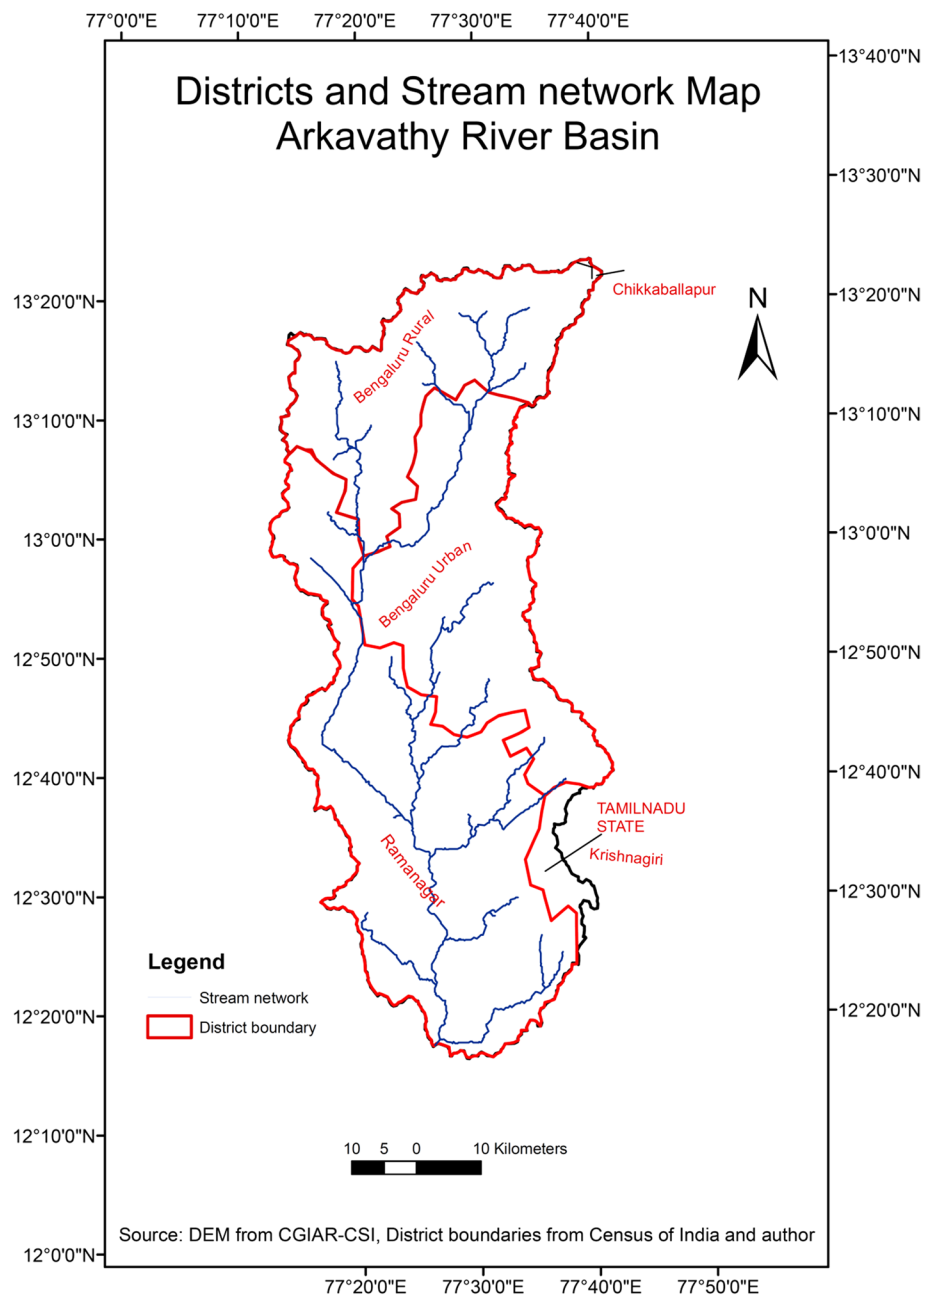 77°0'0"E 77°10'0"E 77°20'0"E 77°30'0"E 77°40'0"E
13°40'0"N
Districts and Stream network Map
Arkavathy River Basin
13°30'0"N
Chikkaballapur
13°20'0"N
13°20'0"N
N
Bengaluru Rural
13°10'0"N
13°10'0"N
13°0'0"N
13°0'0"N
Bengaluru Urban
12°50'0"N
12°50'0"N
12°40'0"N
12°40'0"N
TAMILNADU
STATE
Krishnagiri
Ramanagar
12°30'0"N
12°30'0"N
Legend
Stream network
District boundary
12°20'0"N
12°20'0"N
12°10'0"N
10 5 0 10 Kilometers
Source: DEM from CGIAR-CSI, District boundaries from Census of India and author
12°0'0"N
77°20'0"E 77°30'0"E 77°40'0"E 77°50'0"E